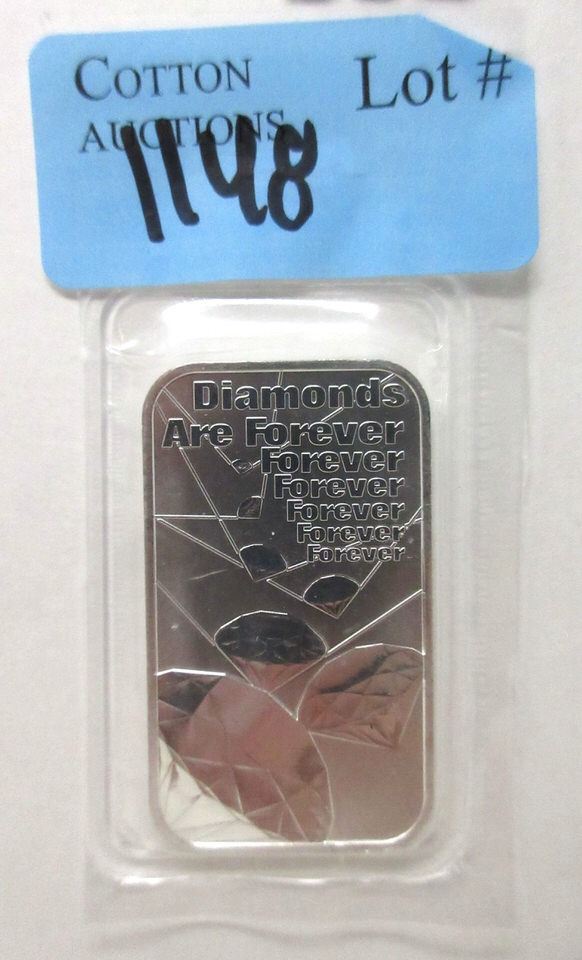 COTTON
AUCTIONS
Lot #
1148
Diamonds
Are Forever
Forever
Forever
Forever
Forever
Forever